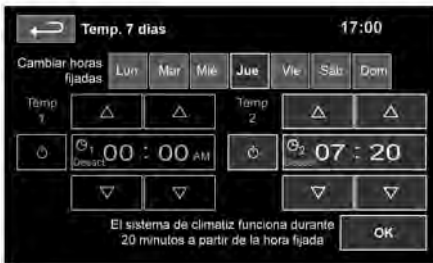 Temp. 7 días 17:00
Cambiar horas fijadas
Lun Mar Mié Jue Vie Sáb Dom
Temp 1
Temp 2
1 Desact 00 : 00 AM
2 07 : 20
El sistema de climatiz funciona durante
20 minutos a partir de la hora fijada
OK